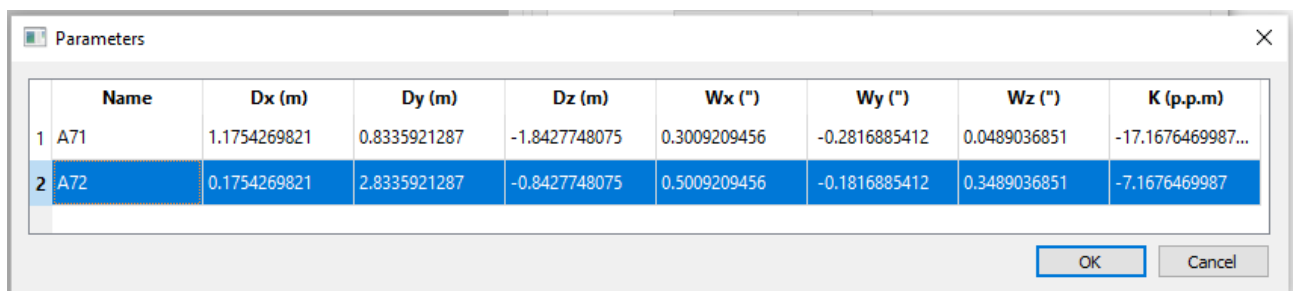 Parameters
Name Dx (m) Dy (m) Dz (m) Wx (") Wy (") Wz (") K (p.p.m)
1 A71 1.1754269821 0.8335921287 -1.8427748075 0.3009209456 -0.2816885412 0.0489036851 -17.1676469987...
2 A72 0.1754269821 2.8335921287 -0.8427748075 0.5009209456 -0.1816885412 0.3489036851 -7.1676469987
OK Cancel